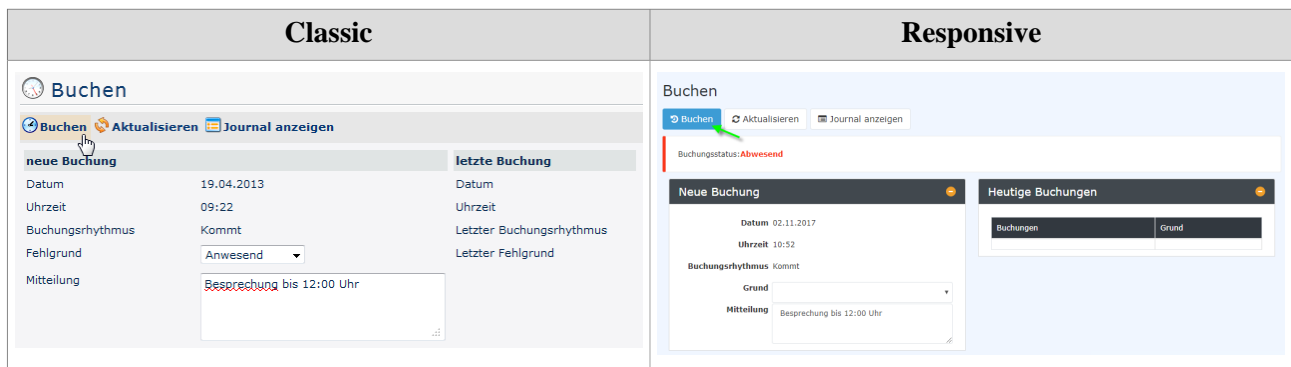 Classic
Responsive
Buchen
Buchen Aktualisieren Journal anzeigen
neue Buchung letzte Buchung
Datum 19.04.2013 Datum
Uhrzeit 09:22 Uhrzeit
Buchungsrhythmus Kommt Letzter Buchungsrhythmus
Fehlgrund Anwesend Letzter Fehlgrund
Mitteilung Besprechung bis 12:00 Uhr
Buchen
Buchen Aktualisieren Journal anzeigen
Buchungsstatus:Abwesend
Neue Buchung
Datum 02.11.2017
Uhrzeit 10:52
Buchungsrhythmus Kommt
Grund
Mitteilung Besprechung bis 12:00 Uhr
Heutige Buchungen
Buchungen Grund